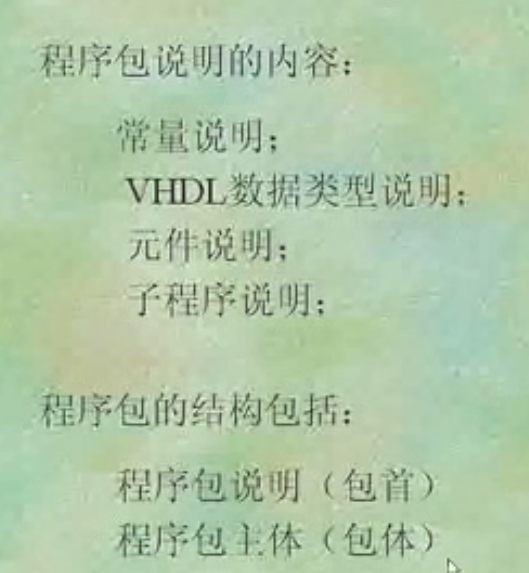 程序包说明的内容：
常量说明；
VHDL数据类型说明；
元件说明；
子程序说明；
程序包的结构包括：
程序包说明（包首）
程序包主体（包体）